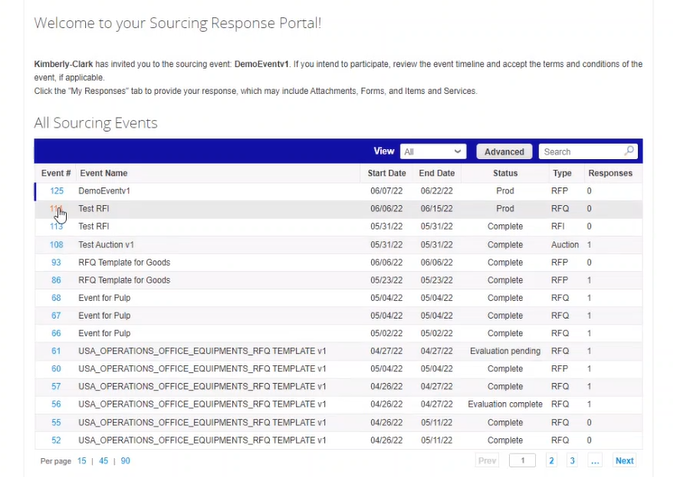 Welcome to your Sourcing Response Portal!
Kimberly-Clark has invited you to the sourcing event: DemoEventv1. If you intend to participate, review the event timeline and accept the terms and conditions of the
event, if applicable.
Click the "My Responses" tab to provide your response, which may include Attachments, Forms, and Items and Services.
All Sourcing Events
View All Advanced Search
Event # Event Name Start Date End Date Status Type Responses
125 DemoEventv1 06/07/22 06/22/22 Prod RFP 0
Test RFI 06/06/22 06/15/22 Prod RFQ 0
113 Test RFI 05/31/22 05/31/22 Complete RFI 0
108 Test Auction v1 05/31/22 05/31/22 Complete Auction 1
93 RFQ Template for Goods 06/06/22 06/06/22 Complete RFP 0
86 RFQ Template for Goods 05/23/22 05/23/22 Complete RFP 1
68 Event for Pulp 05/04/22 05/04/22 Complete RFQ 1
67 Event for Pulp 05/04/22 05/04/22 Complete RFQ 1
66 Event for Pulp 05/02/22 05/02/22 Complete RFQ 1
61 USA_OPERATIONS_OFFICE_EQUIPMENTS_RFQ TEMPLATE v1 04/27/22 04/27/22 Evaluation pending RFQ 1
60 USA_OPERATIONS_OFFICE_EQUIPMENTS_RFQ TEMPLATE v1 05/04/22 05/04/22 Complete RFP 1
57 USA_OPERATIONS_OFFICE_EQUIPMENTS_RFQ TEMPLATE v1 04/26/22 04/27/22 Complete RFQ 1
56 USA_OPERATIONS_OFFICE_EQUIPMENTS_RFQ TEMPLATE v1 04/26/22 04/27/22 Evaluation complete RFQ 1
55 USA_OPERATIONS_OFFICE_EQUIPMENTS_RFQ TEMPLATE v1 04/26/22 05/11/22 Complete RFQ 0
52 USA_OPERATIONS_OFFICE_EQUIPMENTS_RFQ TEMPLATE v1 04/26/22 05/11/22 Complete RFQ 0
Per page 15 | 45 | 90 Prev 1 2 3 ... Next